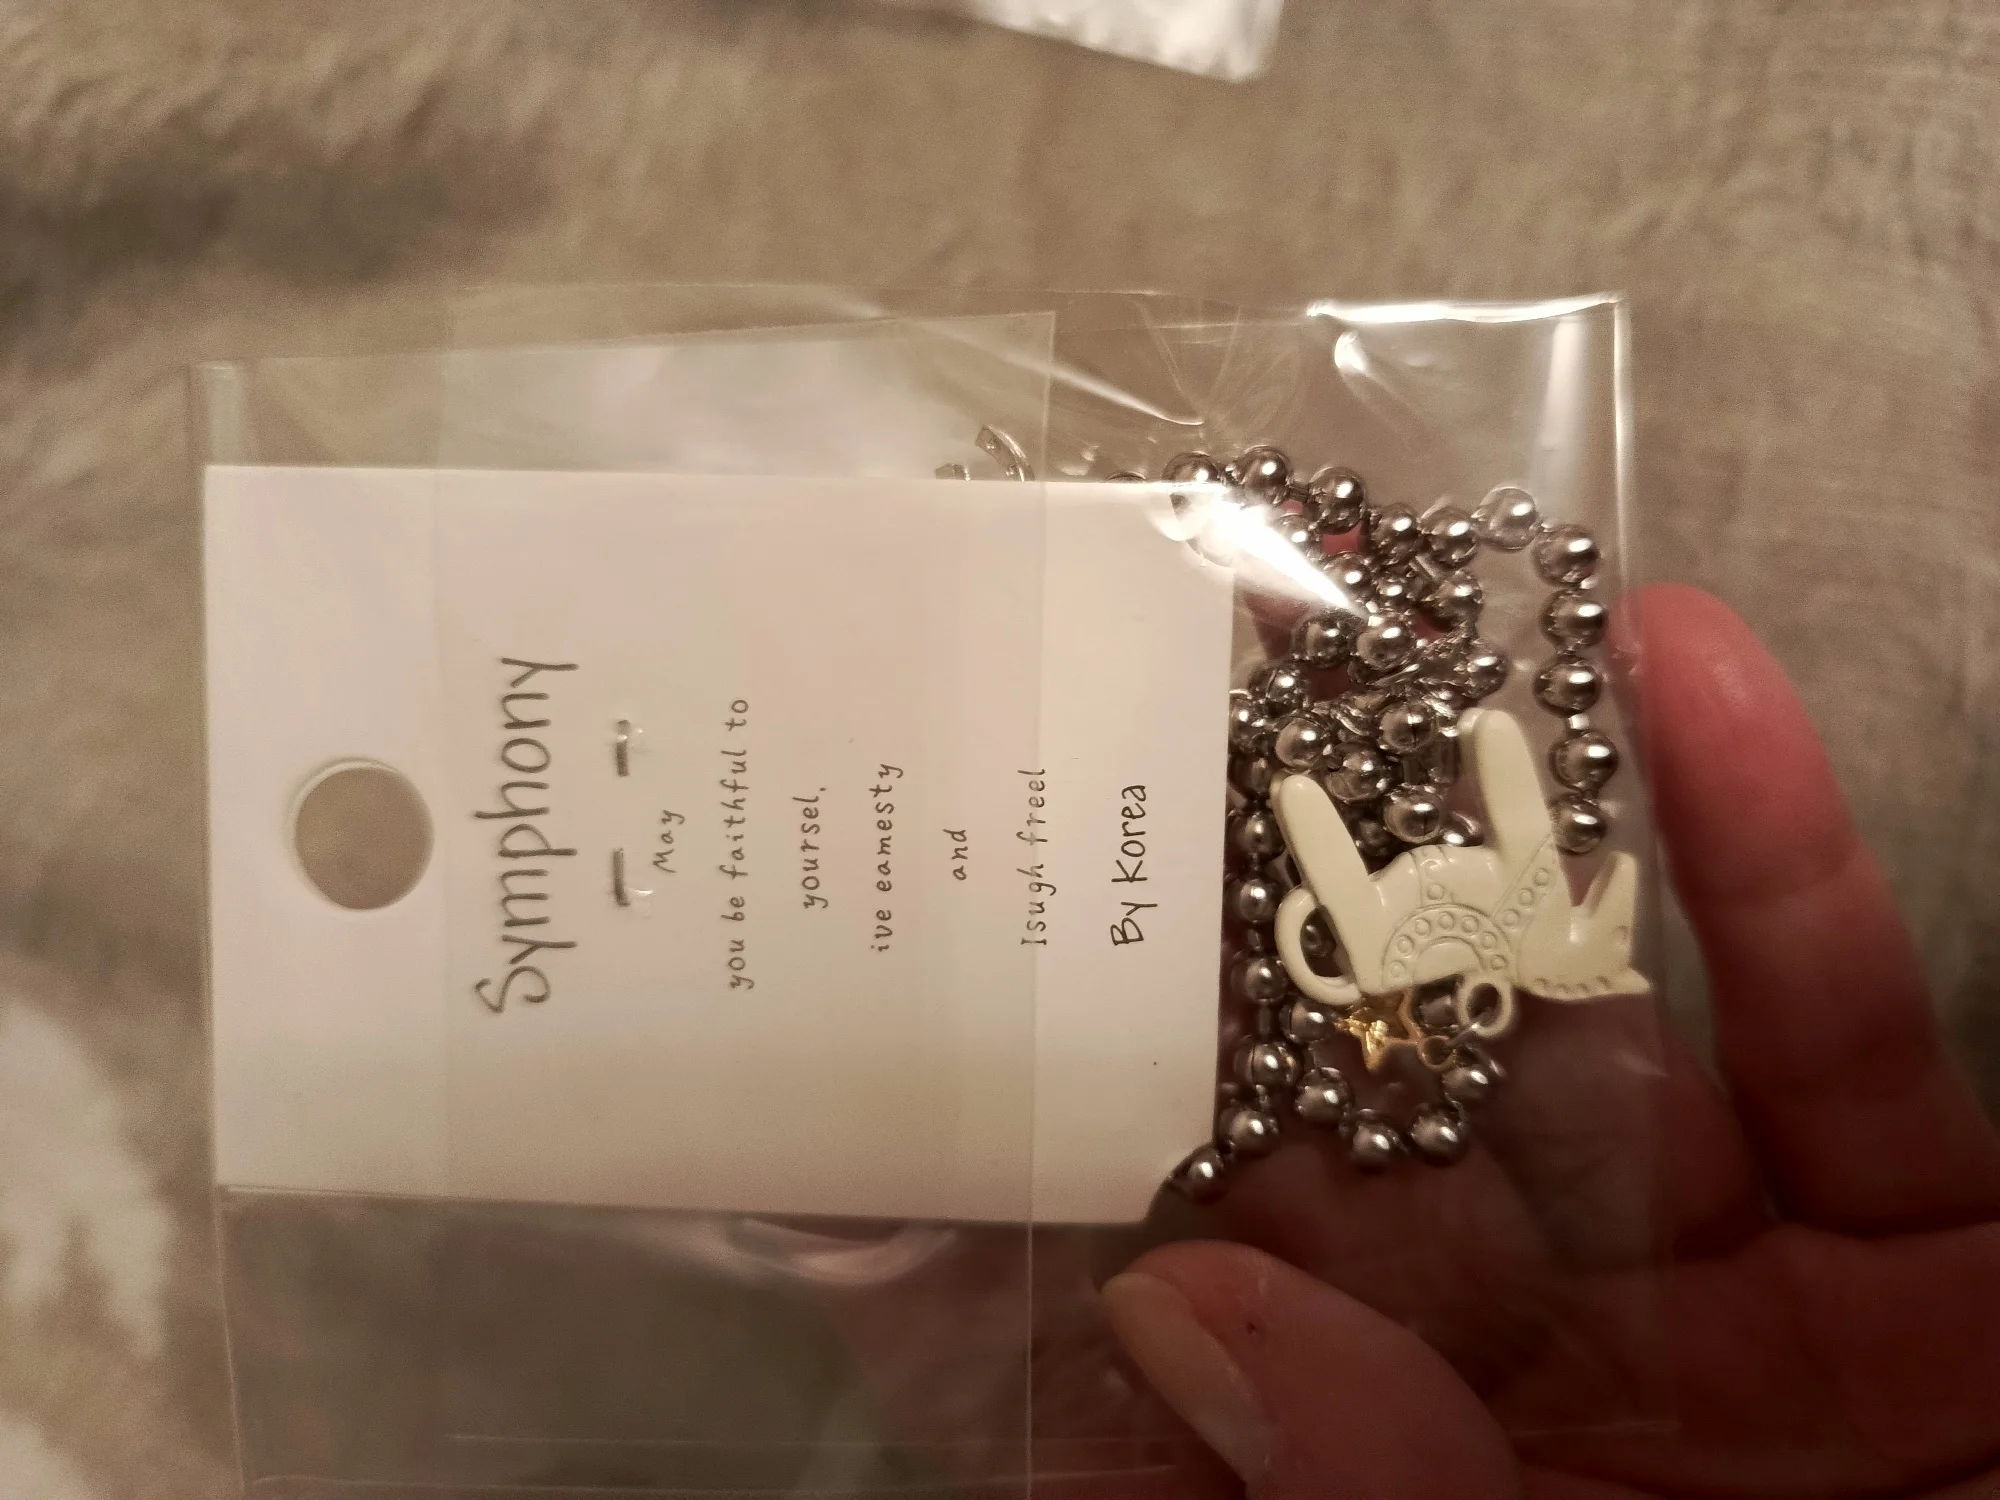 Symphony
May
you be faithful to
yoursel,
ive eamesty
and
Isugh freel
By Korea